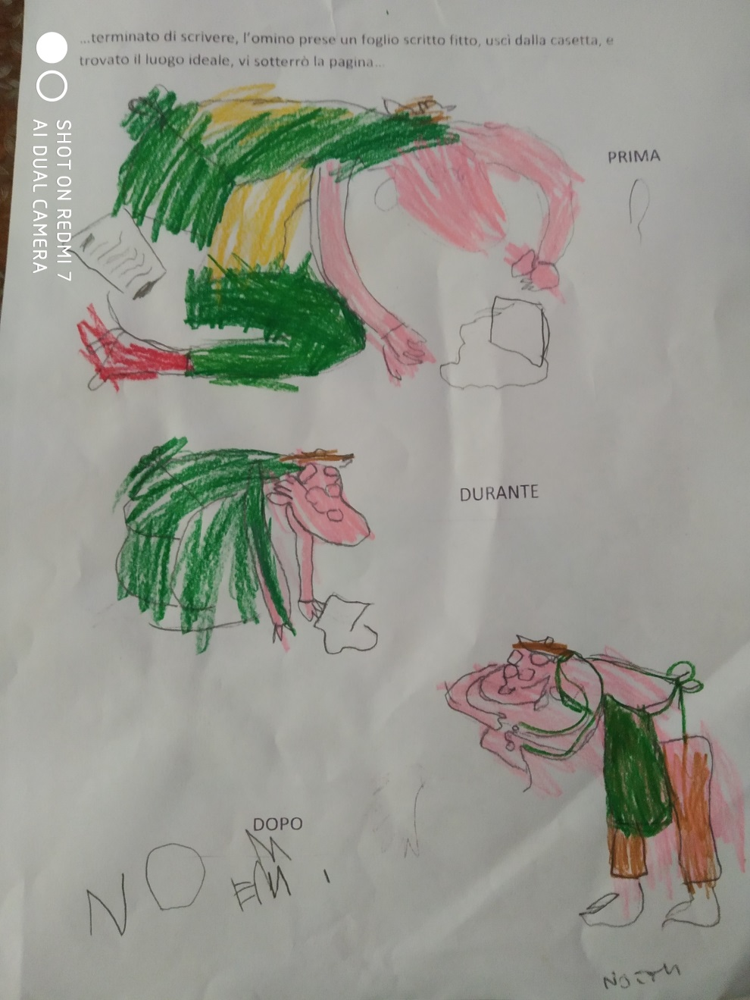 ...terminato di scrivere, l'omino prese un foglio scritto fitto, uscì dalla casetta, e
trovato il luogo ideale, vi sotterrò la pagina...
SHOT ON REDMI 7
AI DUAL CAMERA
PRIMA
DURANTE
DOPO
NOEMI